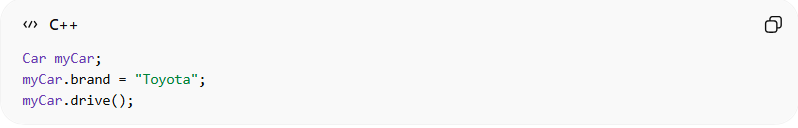 C++
Car myCar;
myCar.brand = "Toyota";
myCar.drive();